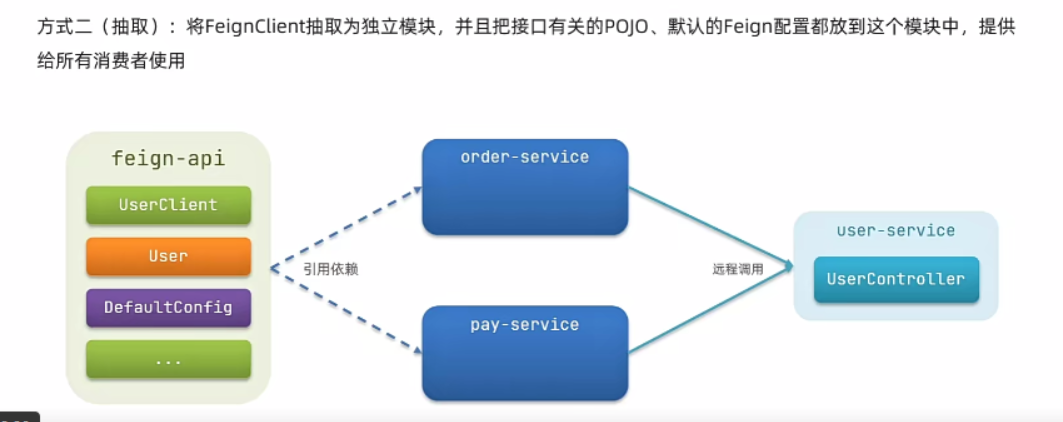 方式二（抽取）：将FeignClient抽取为独立模块，并且把接口有关的POJO、默认的Feign配置都放到这个模块中，提供
给所有消费者使用
feign-api
UserClient
User
DefaultConfig
...
引用依赖
order-service
pay-service
远程调用
user-service
UserController